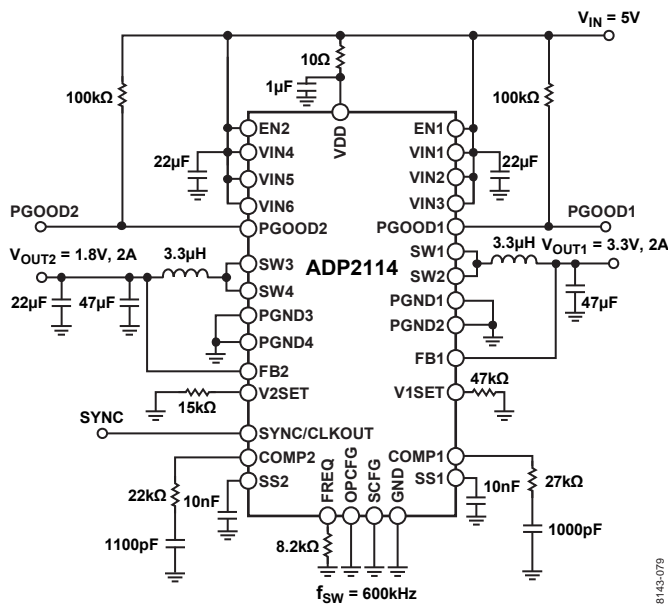 V_IN = 5V
10Ω
1µF
100kΩ
100kΩ
VDD
EN2
EN1
VIN4
VIN1
22µF
22µF
VIN5
VIN2
VIN6
VIN3
PGOOD2
PGOOD2
PGOOD1
PGOOD1
V_OUT2 = 1.8V, 2A
3.3µH
SW3
ADP2114
SW1
3.3µH
V_OUT1 = 3.3V, 2A
SW4
SW2
22µF
47µF
47µF
PGND3
PGND1
PGND4
PGND2
FB2
FB1
V2SET
V1SET
47kΩ
15kΩ
SYNC
SYNC/CLKOUT
COMP2
COMP1
SS2
SS1
FREQ
OPCFG
SCFG
GND
22kΩ
10nF
10nF
27kΩ
1100pF
8.2kΩ
1000pF
f_SW = 600kHz
8143-079